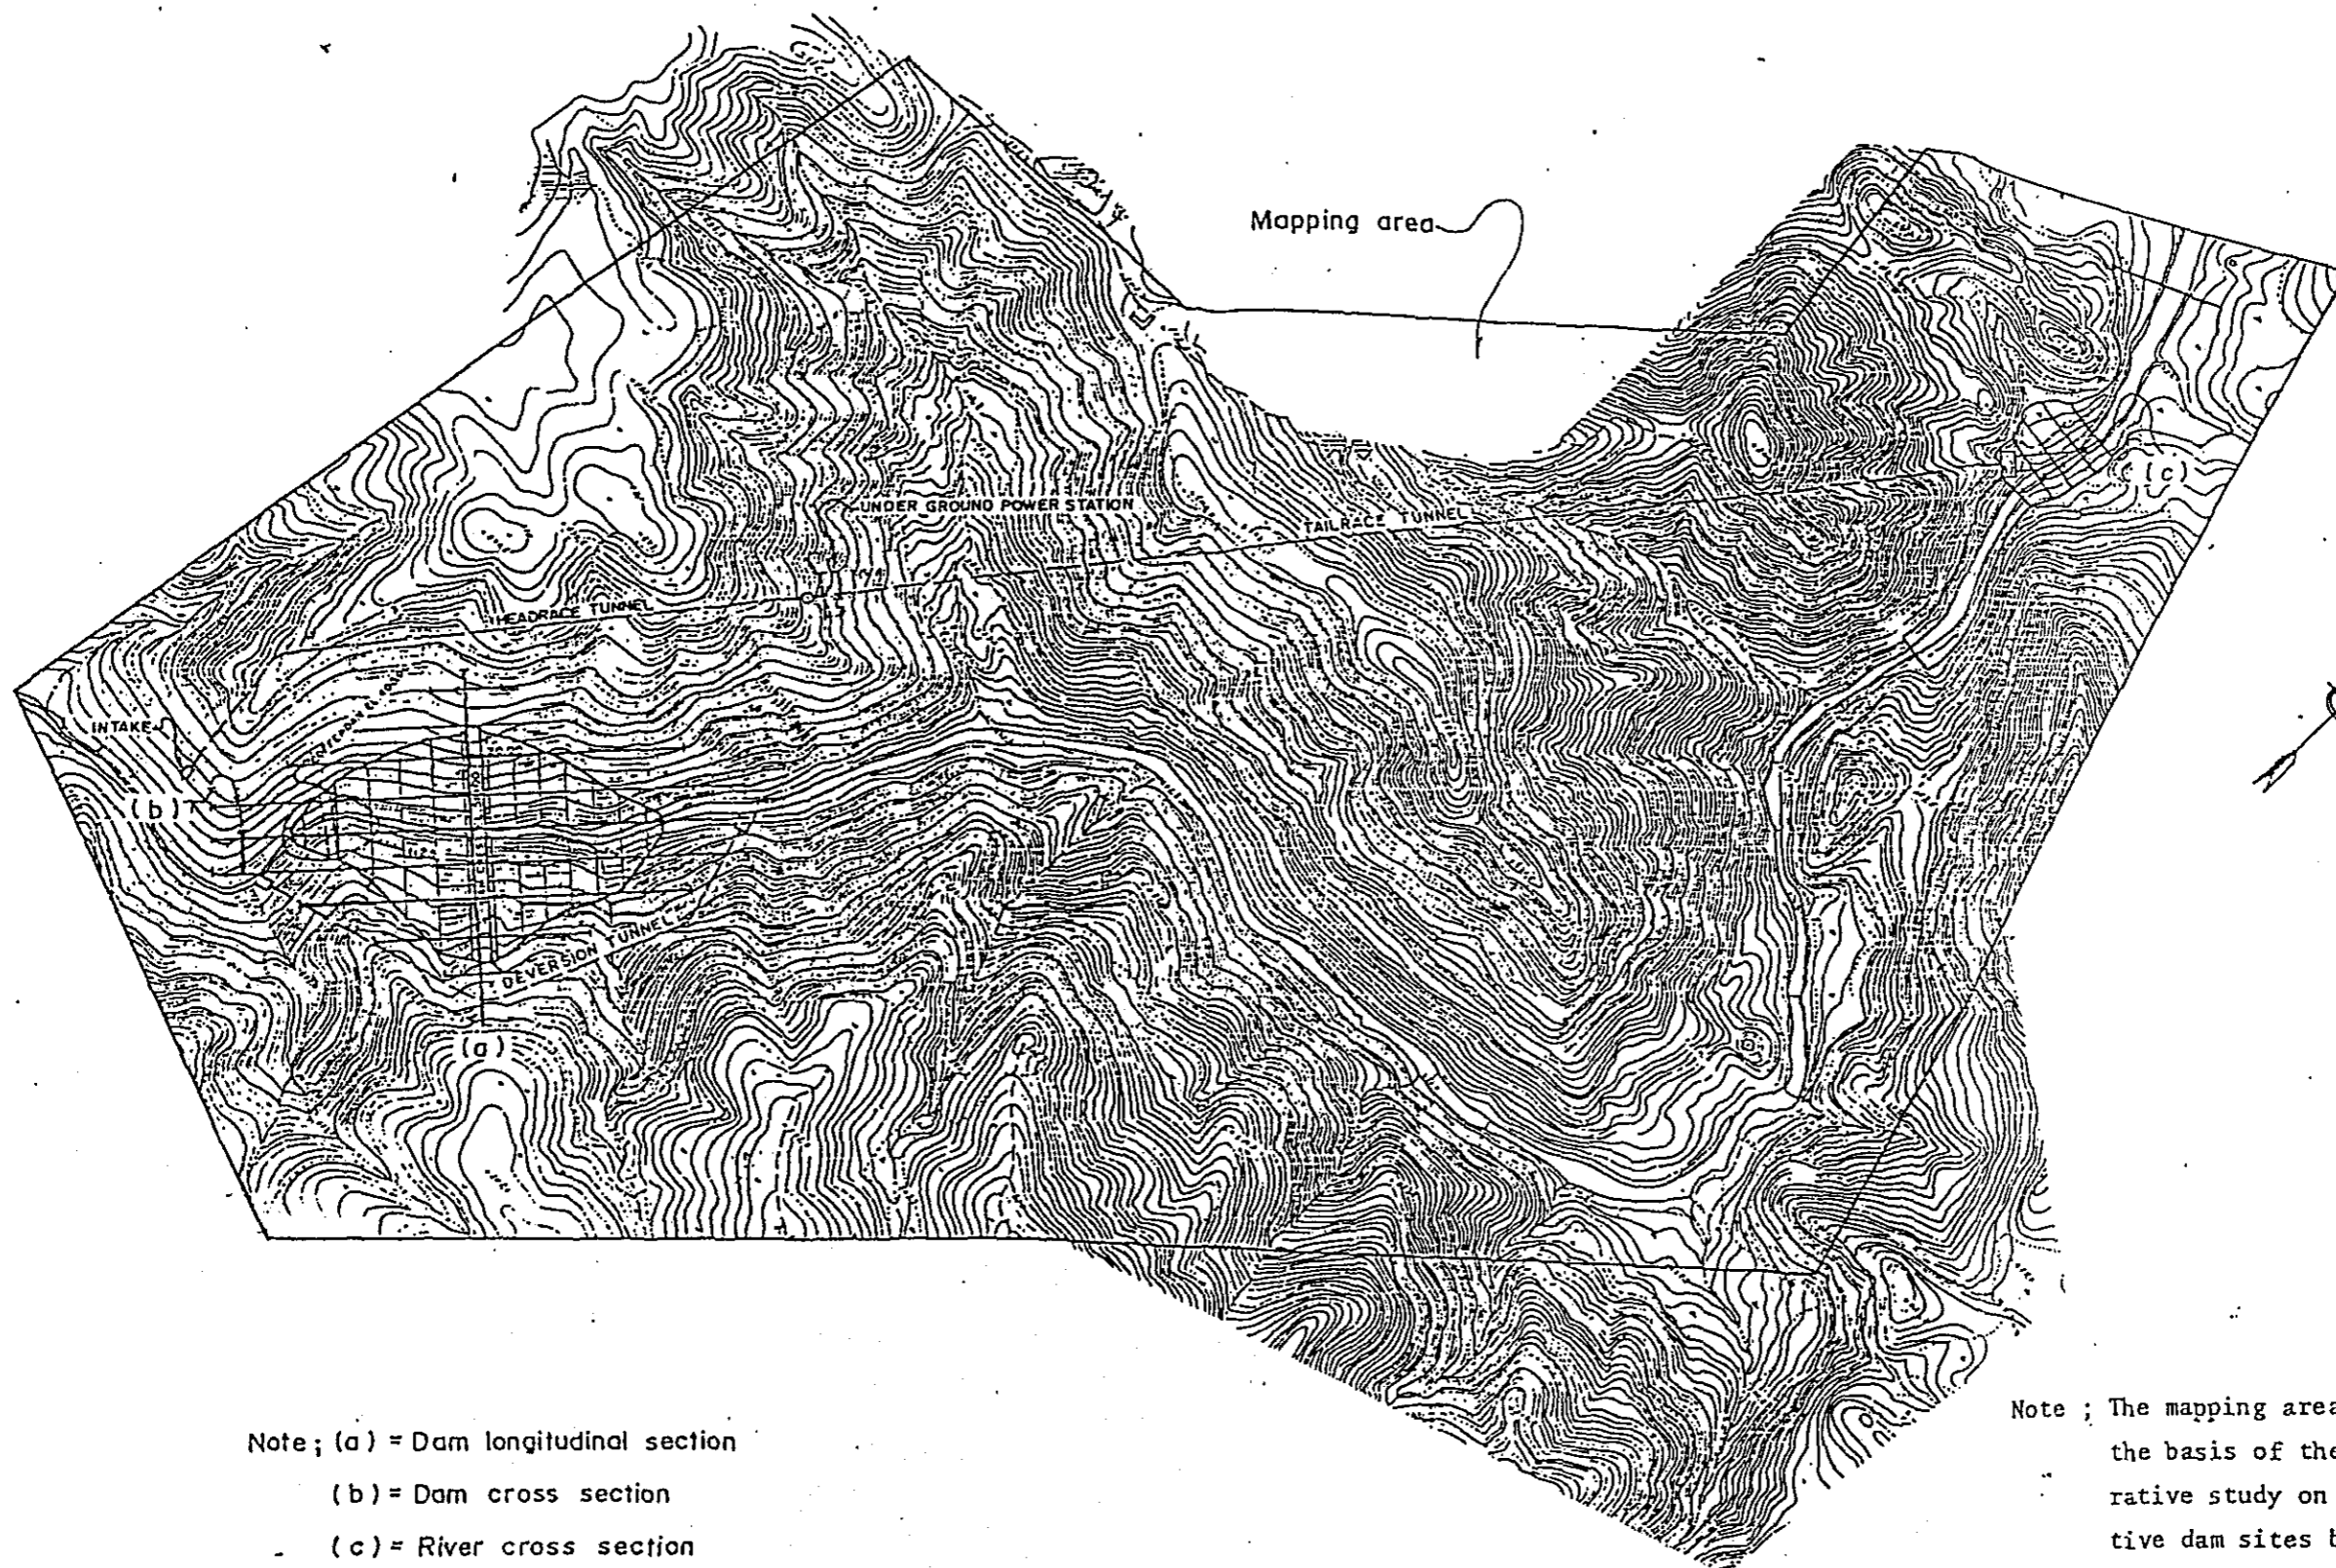 Mapping area
UNDER GROUND POWER STATION
TAILRACE TUNNEL
(c)
HEADRACE TUNNEL
INTAKE
(b)
DEVERSION TUNNEL
(a)
Note; (a) = Dam longitudinal section
(b) = Dam cross section
(c) = River cross section
Note ; The mapping area
the basis of the
rative study on
tive dam sites b